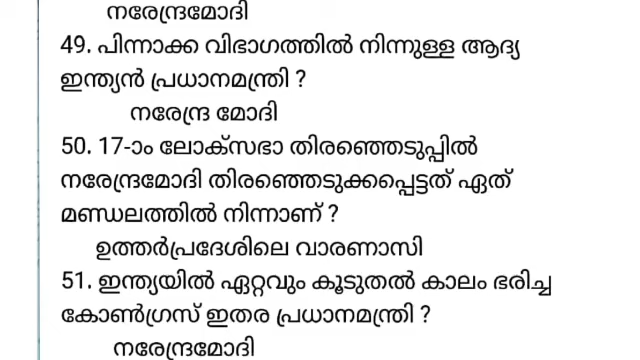 നരേന്ദ്രമോദി
49. പിന്നാക്ക വിഭാഗത്തിൽ നിന്നുള്ള ആദ്യ
ഇന്ത്യൻ പ്രധാനമന്ത്രി ?
നരേന്ദ്ര മോദി
50. 17-ാം ലോക്സഭാ തിരഞ്ഞെടുപ്പിൽ
നരേന്ദ്രമോദി തിരഞ്ഞെടുക്കപ്പെട്ടത് ഏത്
മണ്ഡലത്തിൽ നിന്നാണ് ?
ഉത്തർപ്രദേശിലെ വാരണാസി
51. ഇന്ത്യയിൽ ഏറ്റവും കൂടുതൽ കാലം ഭരിച്ച
കോൺഗ്രസ് ഇതര പ്രധാനമന്ത്രി ?
നരേന്ദ്രമോദി